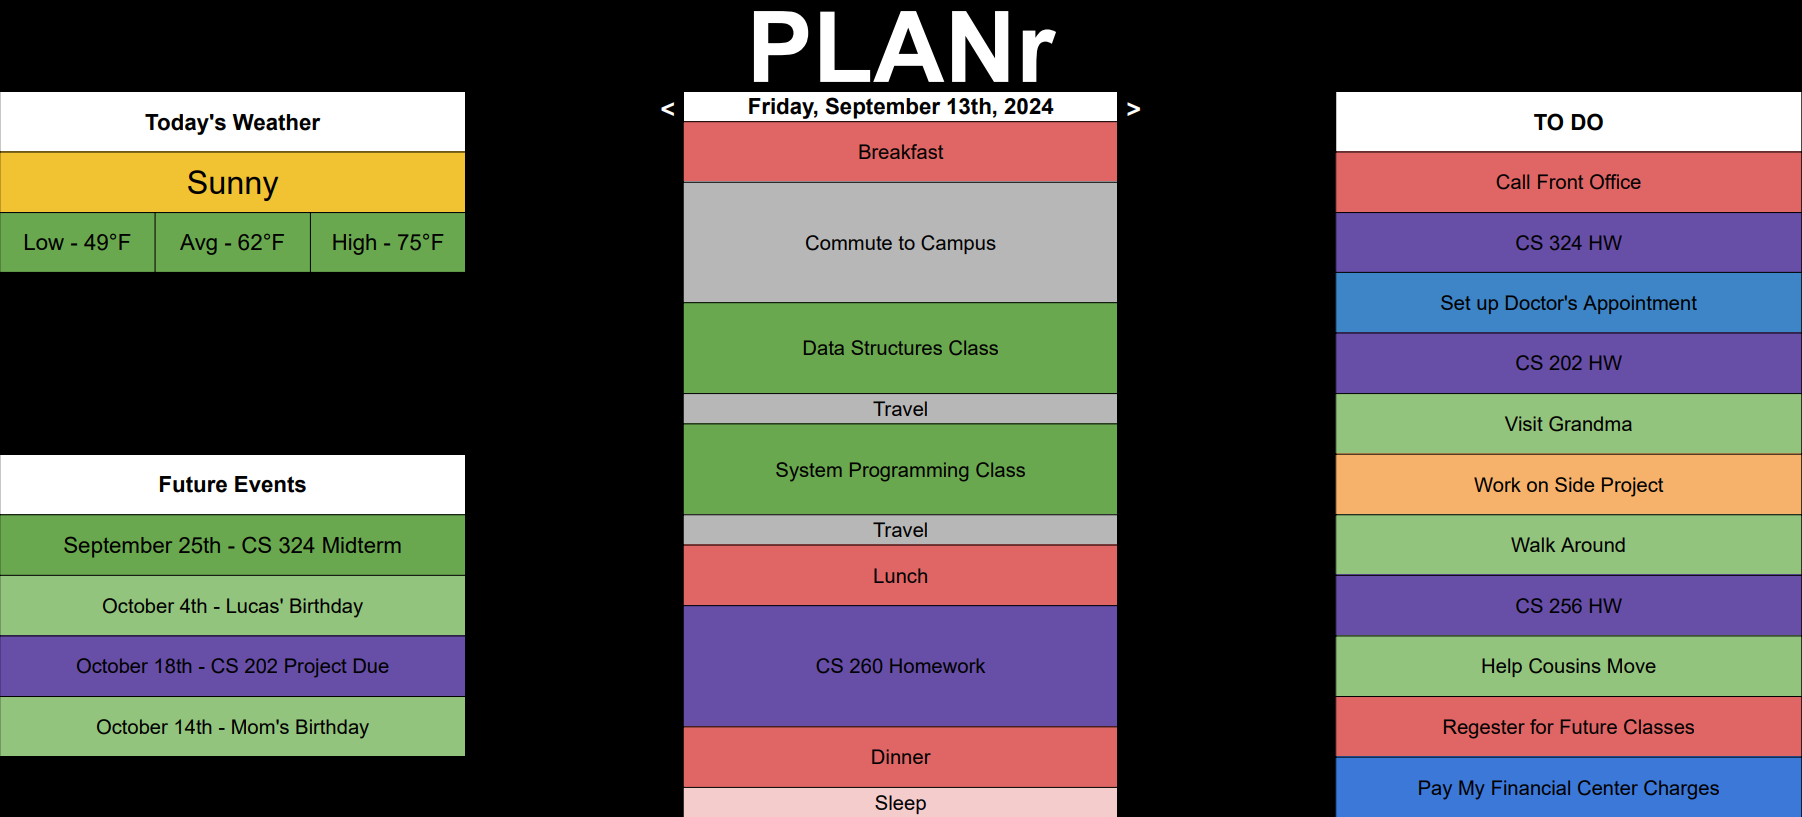 PLANr
Today's Weather
Sunny
Low - 49°F
Avg - 62°F
High - 75°F
Future Events
September 25th - CS 324 Midterm
October 4th - Lucas' Birthday
October 18th - CS 202 Project Due
October 14th - Mom's Birthday
<
Friday, September 13th, 2024
>
Breakfast
Commute to Campus
Data Structures Class
Travel
System Programming Class
Travel
Lunch
CS 260 Homework
Dinner
Sleep
TO DO
Call Front Office
CS 324 HW
Set up Doctor's Appointment
CS 202 HW
Visit Grandma
Work on Side Project
Walk Around
CS 256 HW
Help Cousins Move
Regester for Future Classes
Pay My Financial Center Charges